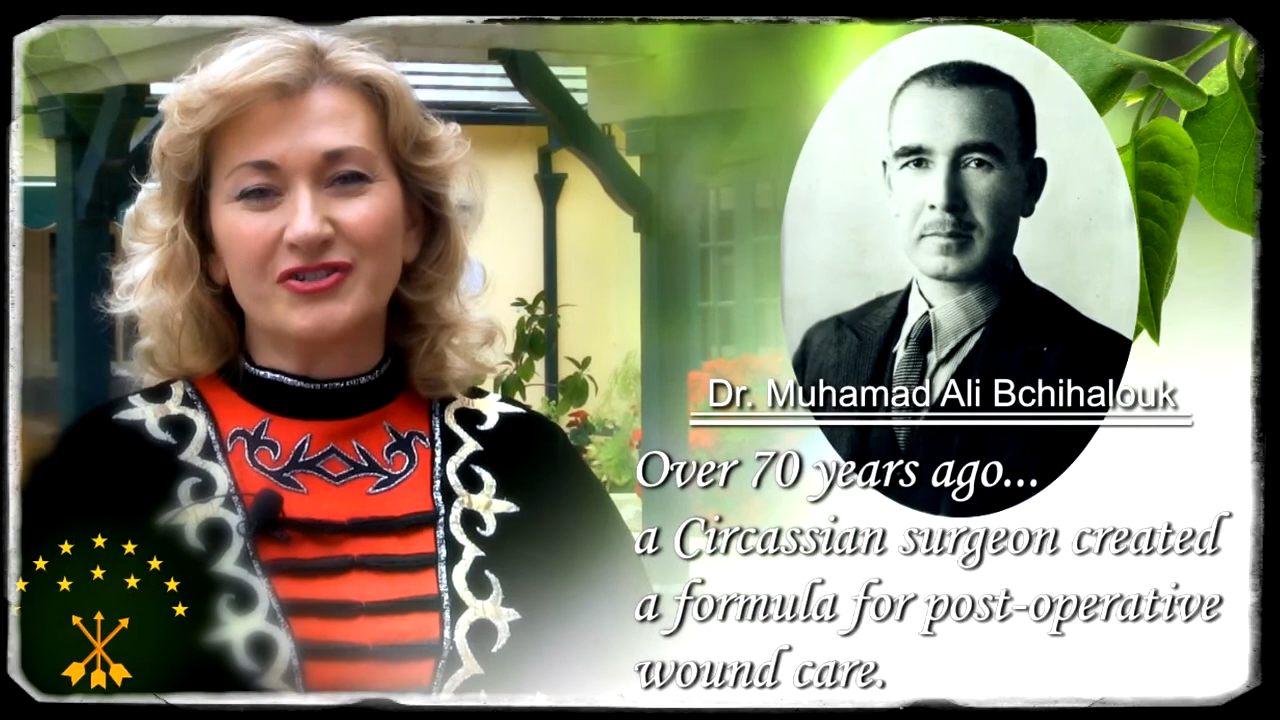 Dr. Muhamad Ali Bchihalouk
Over 70 years ago...
a Circassian surgeon created
a formula for post-operative
wound care.